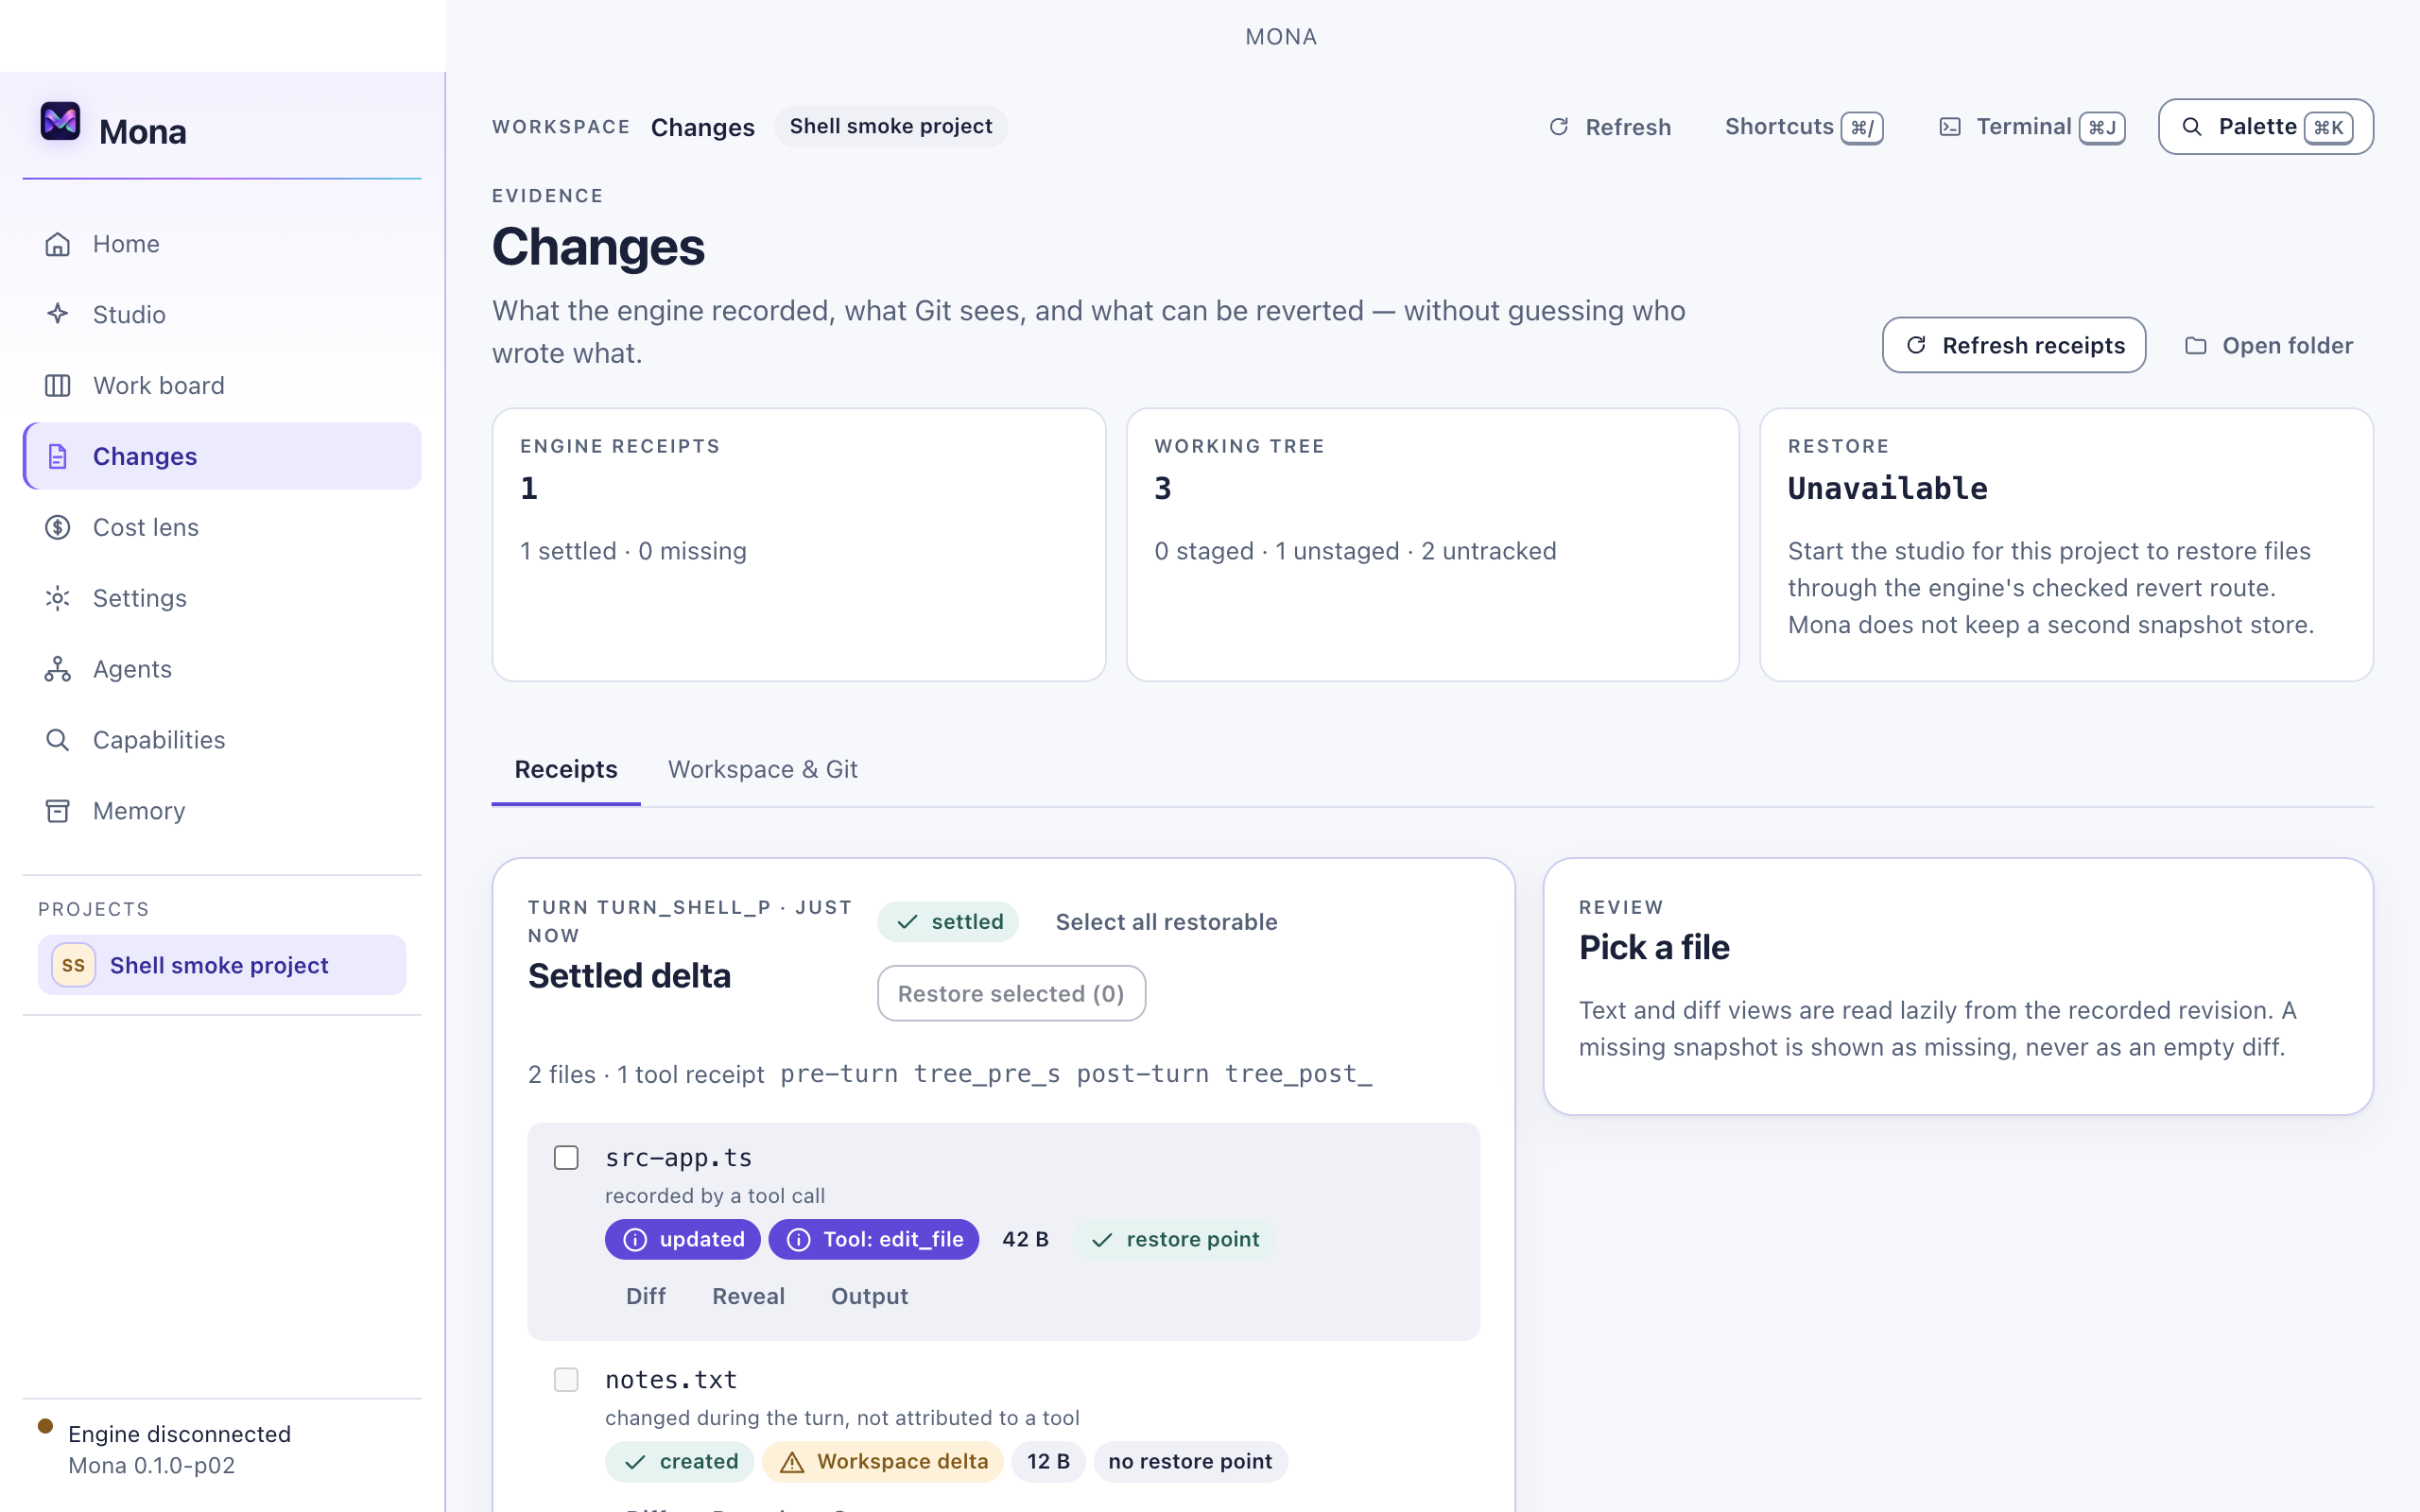 MONA
Mona
Home
Studio
Work board
Changes
Cost lens
Settings
Agents
Capabilities
Memory
PROJECTS
SS Shell smoke project
Engine disconnected
Mona 0.1.0-p02
WORKSPACE Changes Shell smoke project
Refresh Shortcuts ⌘/ Terminal ⌘J Palette ⌘K
EVIDENCE
Changes
What the engine recorded, what Git sees, and what can be reverted — without guessing who
wrote what.
Refresh receipts Open folder
ENGINE RECEIPTS
1
1 settled · 0 missing
WORKING TREE
3
0 staged · 1 unstaged · 2 untracked
RESTORE
Unavailable
Start the studio for this project to restore files
through the engine's checked revert route.
Mona does not keep a second snapshot store.
Receipts Workspace & Git
TURN TURN_SHELL_P · JUST
NOW
Settled delta
settled Select all restorable
Restore selected (0)
2 files · 1 tool receipt pre-turn tree_pre_s post-turn tree_post_
src-app.ts
recorded by a tool call
updated Tool: edit_file 42 B restore point
Diff Reveal Output
notes.txt
changed during the turn, not attributed to a tool
created Workspace delta 12 B no restore point
REVIEW
Pick a file
Text and diff views are read lazily from the recorded revision. A
missing snapshot is shown as missing, never as an empty diff.